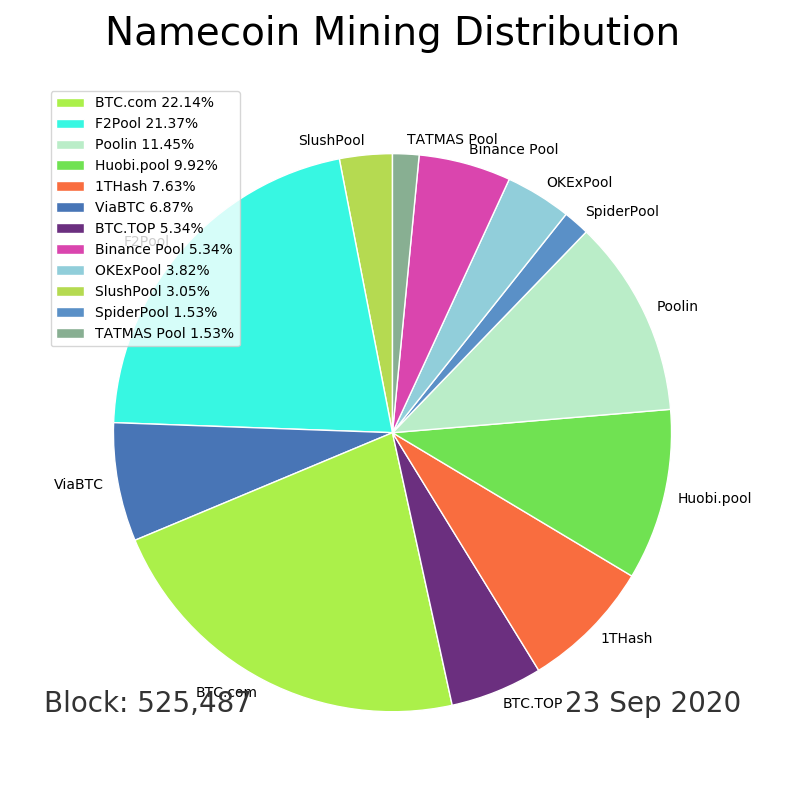 Namecoin Mining Distribution
BTC.com 22.14%
F2Pool 21.37%
Poolin 11.45%
Huobi.pool 9.92%
1THash 7.63%
ViaBTC 6.87%
BTC.TOP 5.34%
Binance Pool 5.34%
OKExPool 3.82%
SlushPool 3.05%
SpiderPool 1.53%
TATMAS Pool 1.53%
SlushPool
TATMAS Pool
Binance Pool
OKExPool
SpiderPool
F2Pool
Poolin
ViaBTC
Huobi.pool
1THash
BTC.com
BTC.TOP
Block: 525,487
23 Sep 2020